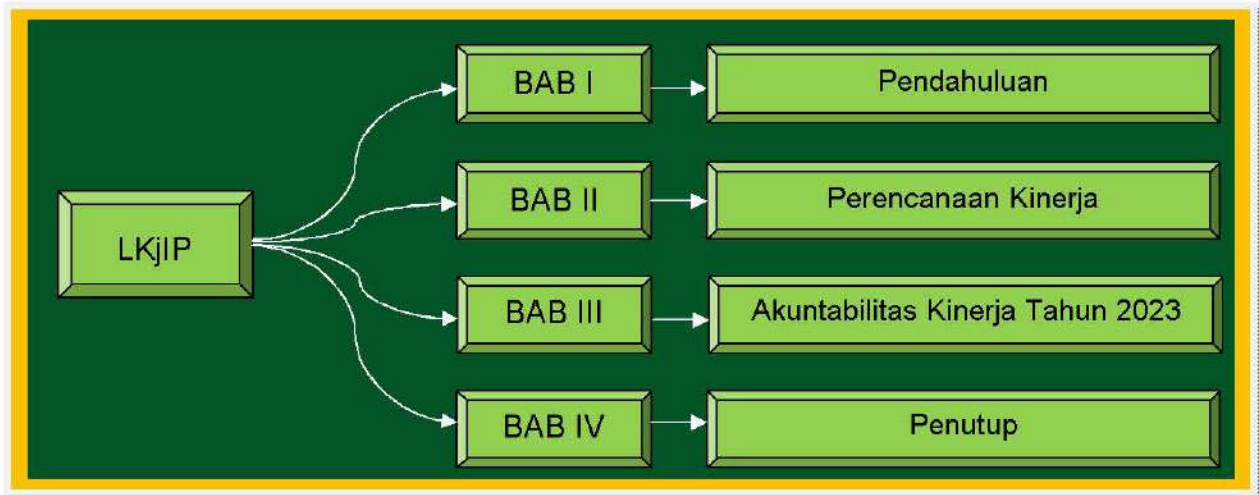 LKjIP
BAB I
Pendahuluan
BAB II
Perencanaan Kinerja
BAB III
Akuntabilitas Kinerja Tahun 2023
BAB IV
Penutup